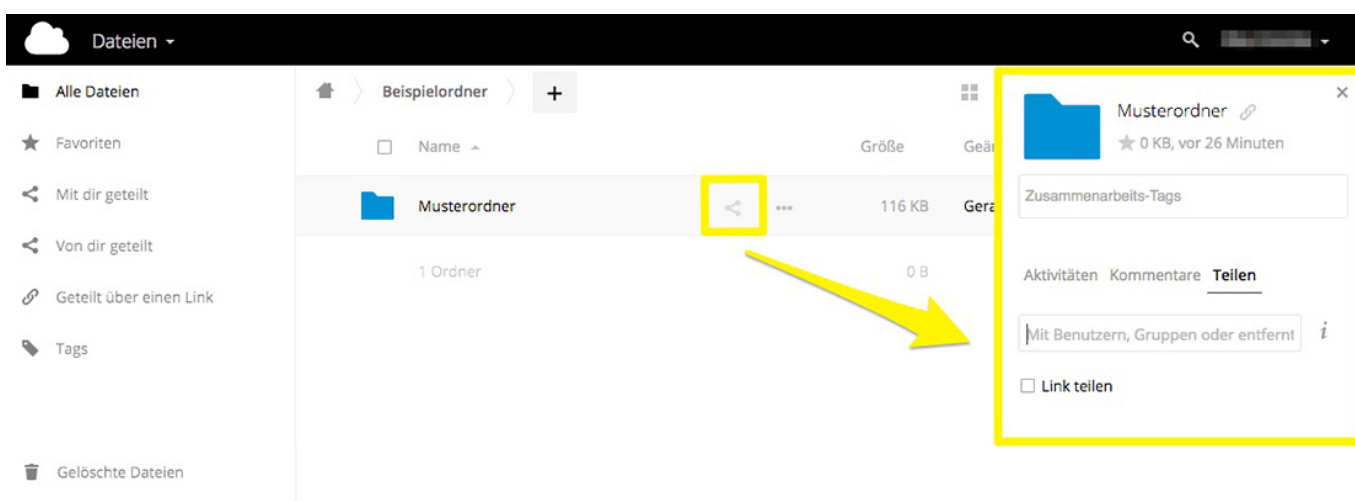 Dateien
Alle Dateien
Favoriten
Mit dir geteilt
Von dir geteilt
Geteilt über einen Link
Tags
Gelöschte Dateien
Beispielordner
+
Name
Größe
Geän
Musterordner
116 KB
Gera
1 Ordner
0 B
Musterordner
0 KB, vor 26 Minuten
Zusammenarbeits-Tags
Aktivitäten Kommentare Teilen
Mit Benutzern, Gruppen oder entfernt
i
Link teilen